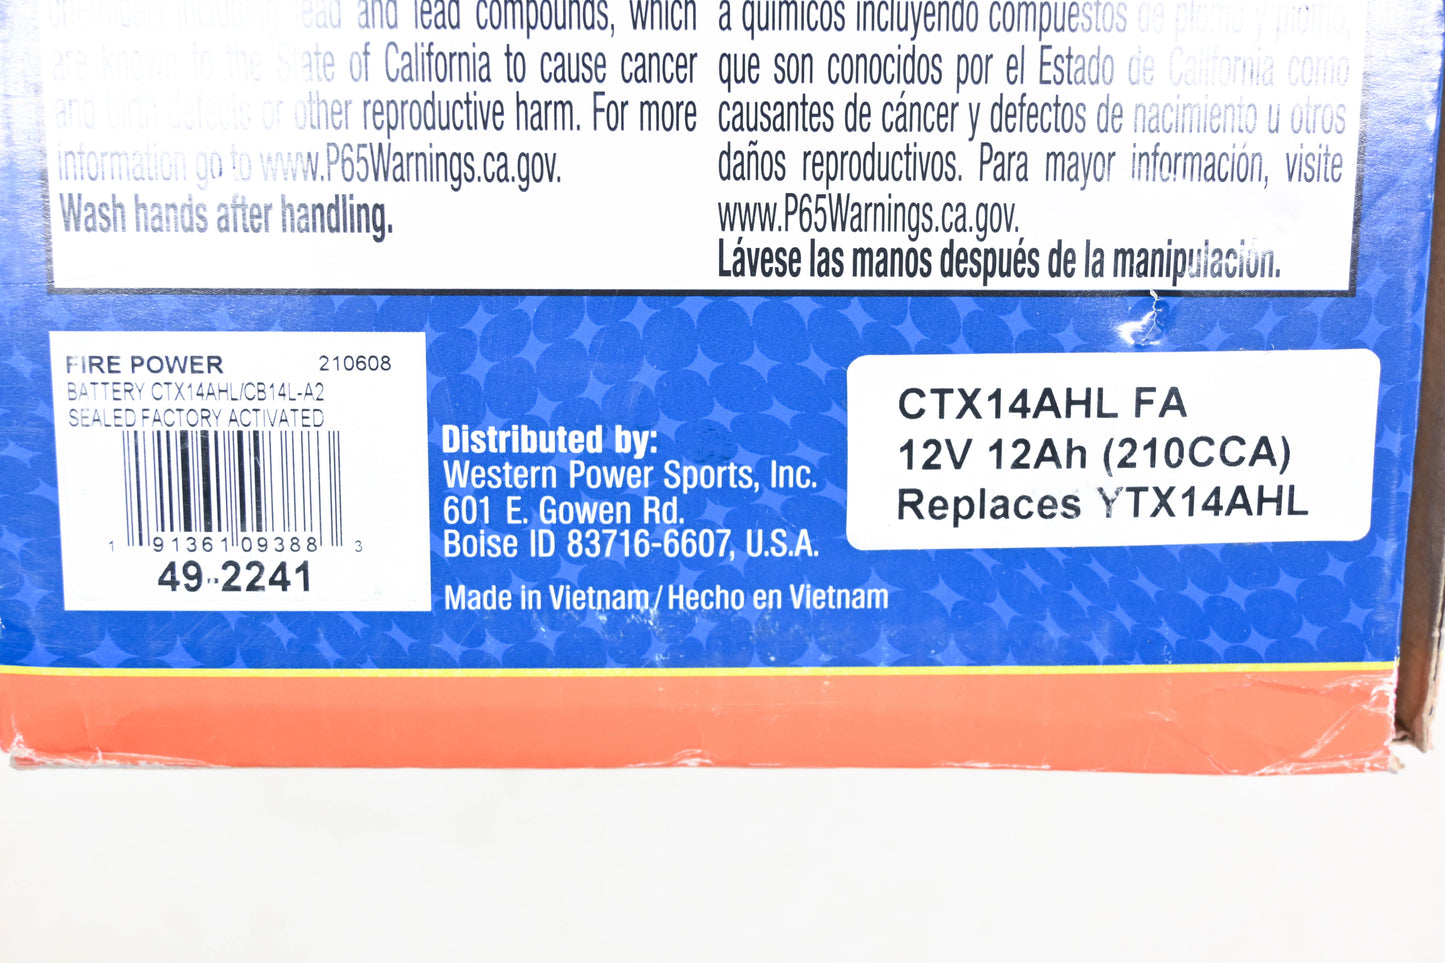 chemicals including lead and lead compounds, which
are known to the State of California to cause cancer
and birth defects or other reproductive harm. For more
information go to www.P65Warnings.ca.gov.
Wash hands after handling.
a químicos incluyendo compuestos de plomo y plomo,
que son conocidos por el Estado de California como
causantes de cáncer y defectos de nacimiento u otros
daños reproductivos. Para mayor información, visite
www.P65Warnings.ca.gov.
Lávese las manos después de la manipulación.
FIRE POWER 210608
BATTERY CTX14AHL/CB14L-A2
SEALED FACTORY ACTIVATED
1 91361 09388 3
49-2241
Distributed by:
Western Power Sports, Inc.
601 E. Gowen Rd.
Boise ID 83716-6607, U.S.A.
Made in Vietnam/Hecho en Vietnam
CTX14AHL FA
12V 12Ah (210CCA)
Replaces YTX14AHL